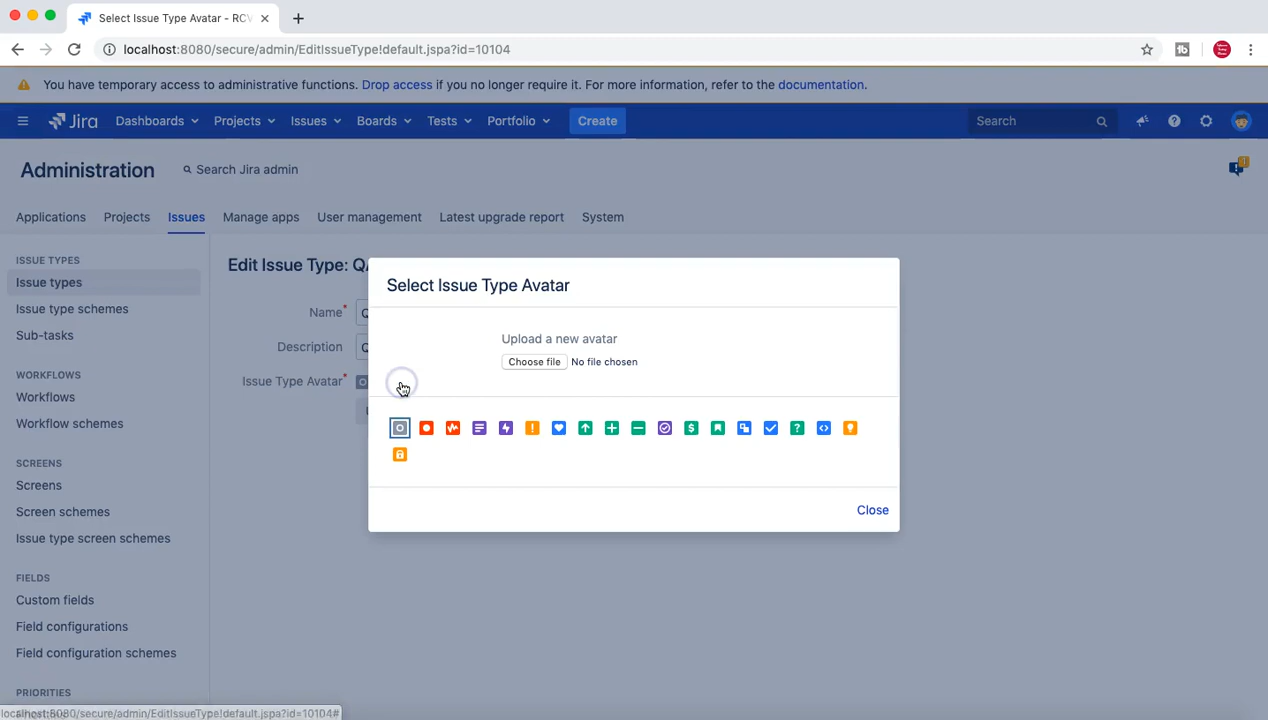 Select Issue Type Avatar - RCV
localhost:8080/secure/admin/EditIssueType!default.jspa?id=10104
You have temporary access to administrative functions. Drop access if you no longer require it. For more information, refer to the documentation.
Jira Dashboards Projects Issues Boards Tests Portfolio Create Search
Administration Search Jira admin
Applications Projects Issues Manage apps User management Latest upgrade report System
ISSUE TYPES
Issue types
Issue type schemes
Sub-tasks
WORKFLOWS
Workflows
Workflow schemes
SCREENS
Screens
Screen schemes
Issue type screen schemes
FIELDS
Custom fields
Field configurations
Field configuration schemes
PRIORITIES
Edit Issue Type: QA
Name*
Description
Issue Type Avatar*
Select Issue Type Avatar
Upload a new avatar
Choose file No file chosen
Close
localhost:8080/secure/admin/EditIssueType!default.jspa?id=10104#